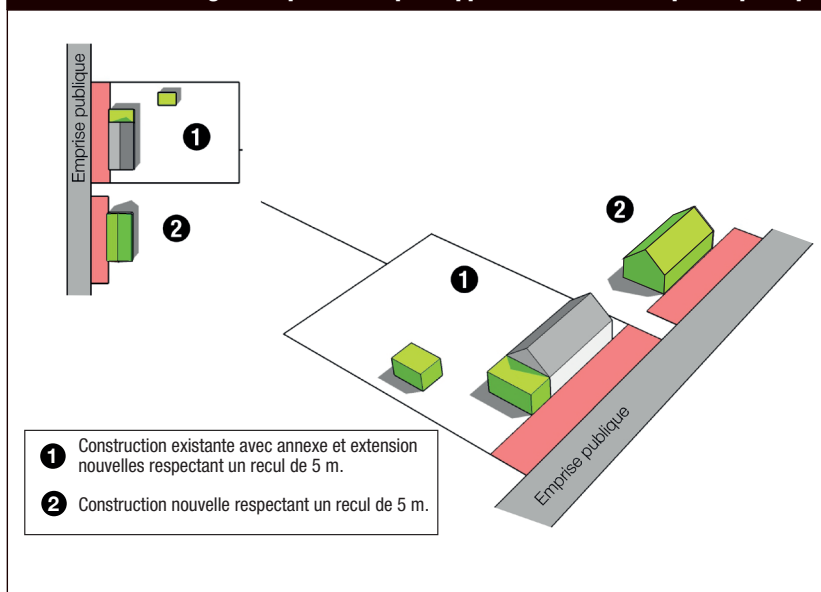 Emprise publique
1
2
2
1
Emprise publique
1 Construction existante avec annexe et extension
nouvelles respectant un recul de 5 m.
2 Construction nouvelle respectant un recul de 5 m.